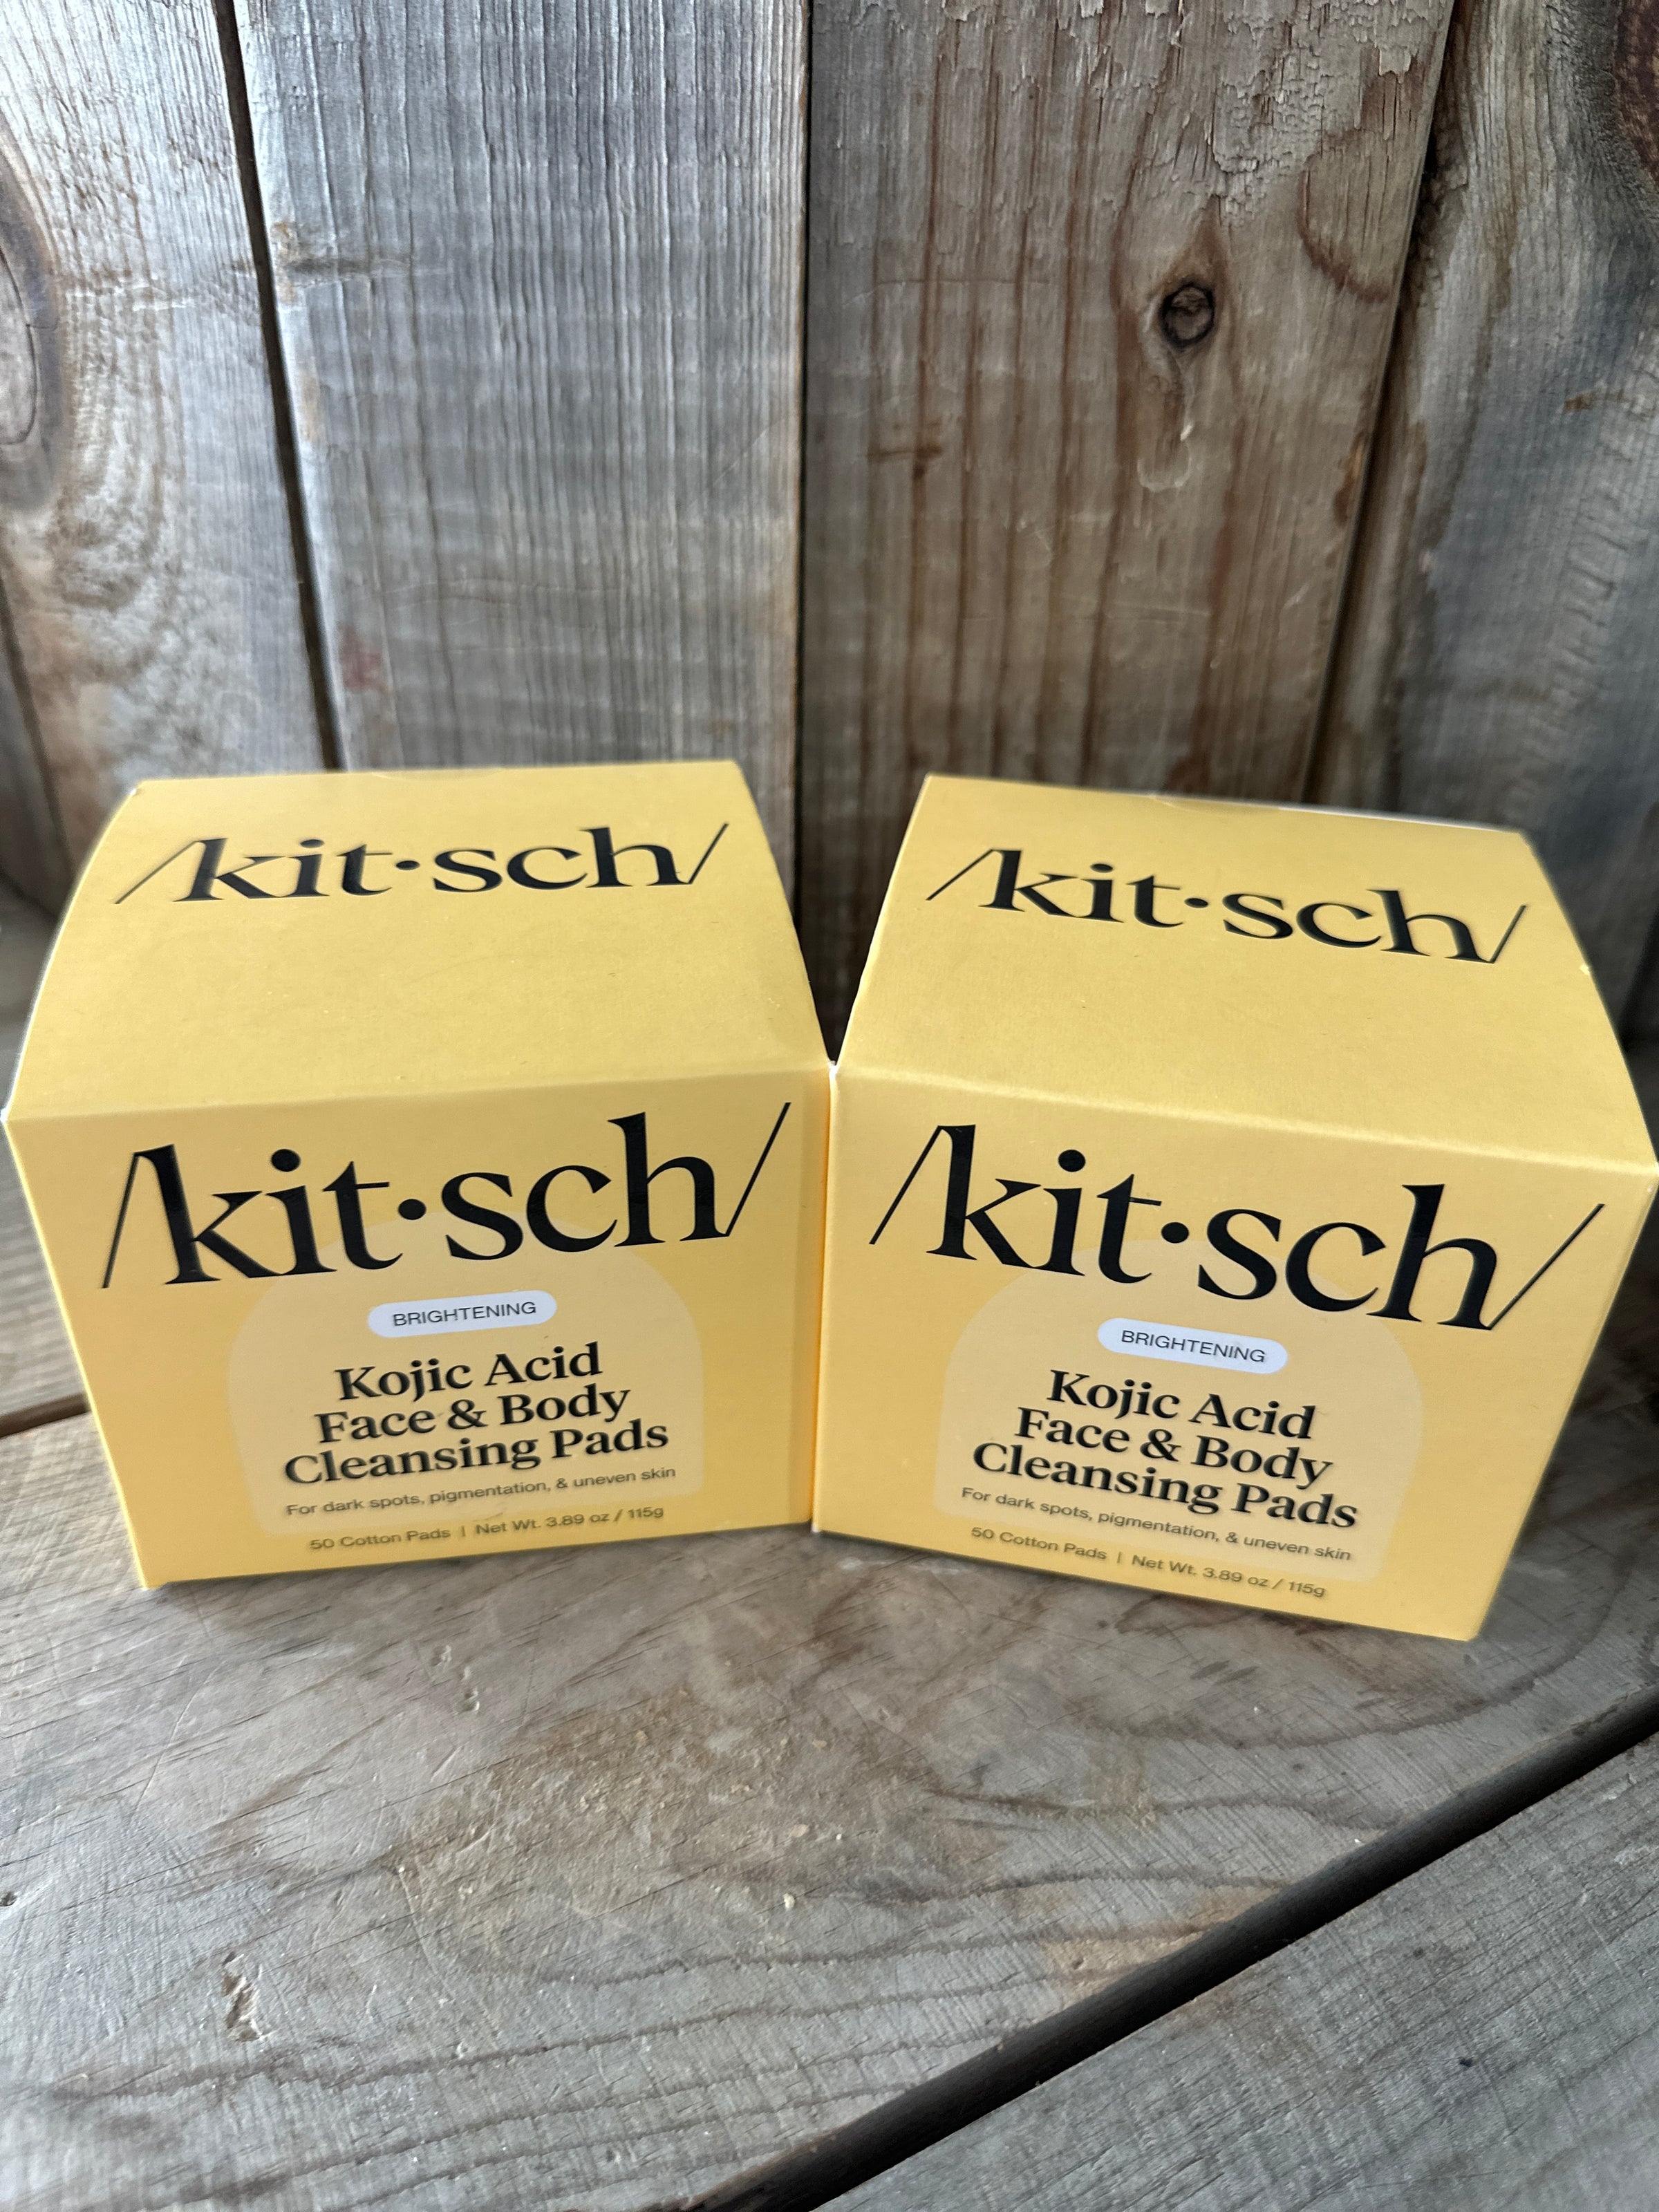 /kit•sch/
/kit•sch/
BRIGHTENING
Kojic Acid
Face & Body
Cleansing Pads
For dark spots, pigmentation, & uneven skin
50 Cotton Pads | Net Wt. 3.89 oz / 115g
/kit•sch/
/kit•sch/
BRIGHTENING
Kojic Acid
Face & Body
Cleansing Pads
For dark spots, pigmentation, & uneven skin
50 Cotton Pads | Net Wt. 3.89 oz / 115g